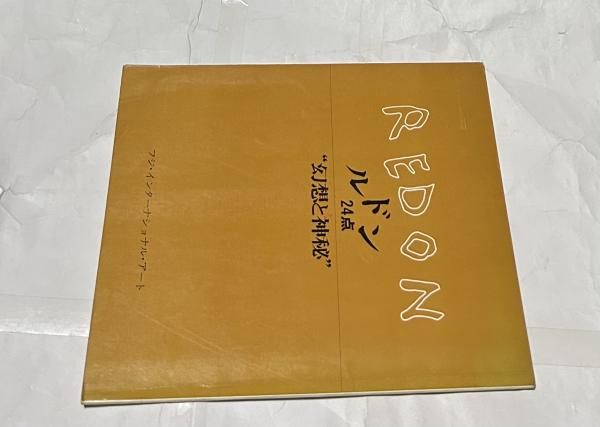 REDON
ルドン
24点
“幻想と神秘”
フジ・インターナショナル・アート